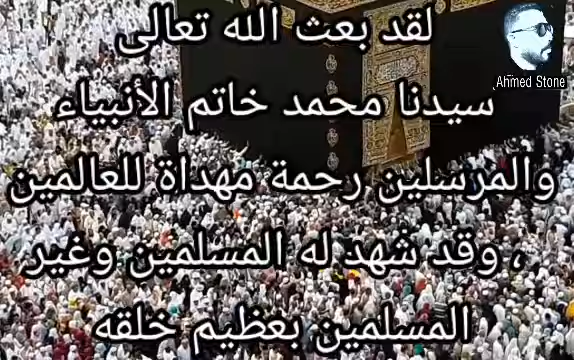 لقد بعث الله تعالى
سيدنا محمد خاتم الأنبياء
والمرسلين رحمة مهداة للعالمين
، وقد شهد له المسلمين وغير
المسلمين بعظيم خلقه
Ahmed Stone